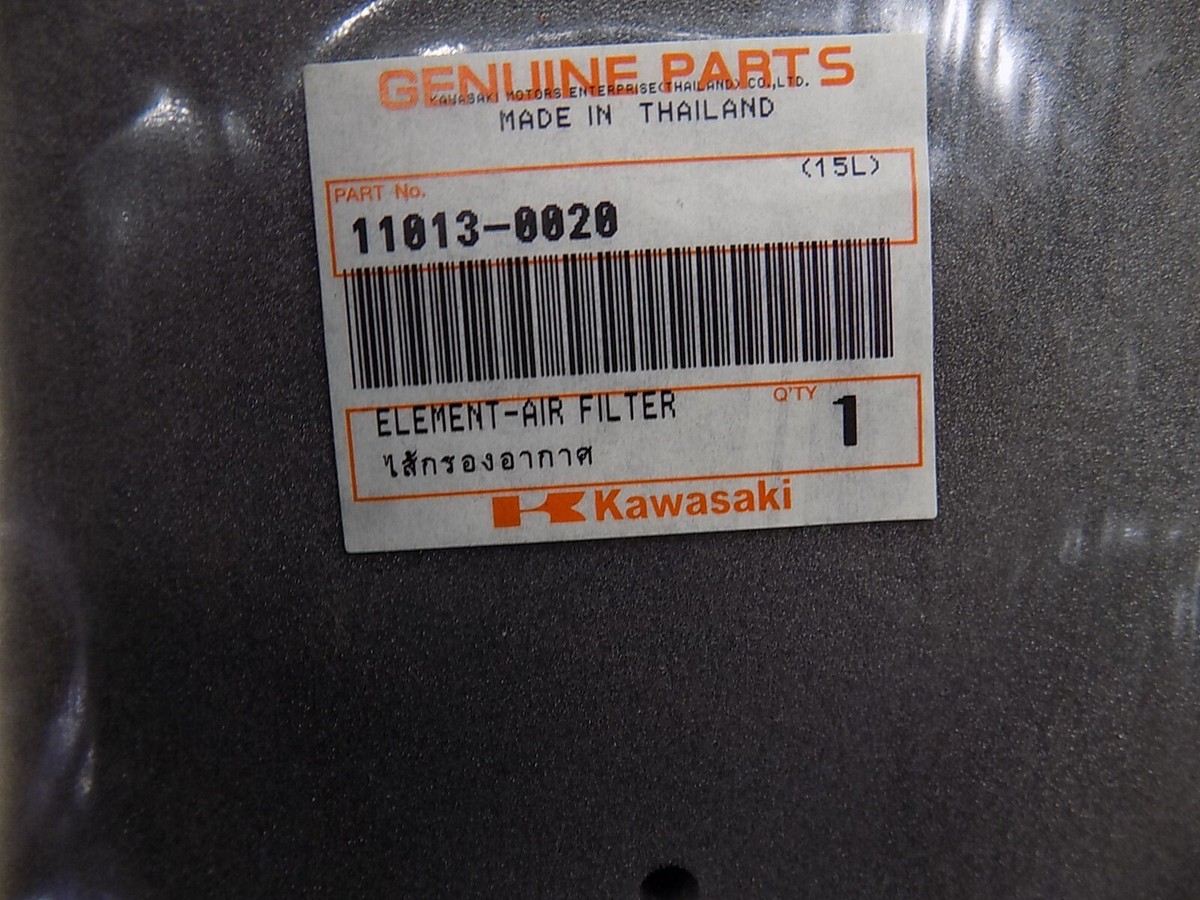 GENUINE PARTS
KAWASAKI MOTORS ENTERPRISE(THAILAND) CO.,LTD.
MADE IN THAILAND
(15L)
PART No.
11013-0020
ELEMENT-AIR FILTER
Q'TY
1
ไส้กรองอากาศ
Kawasaki